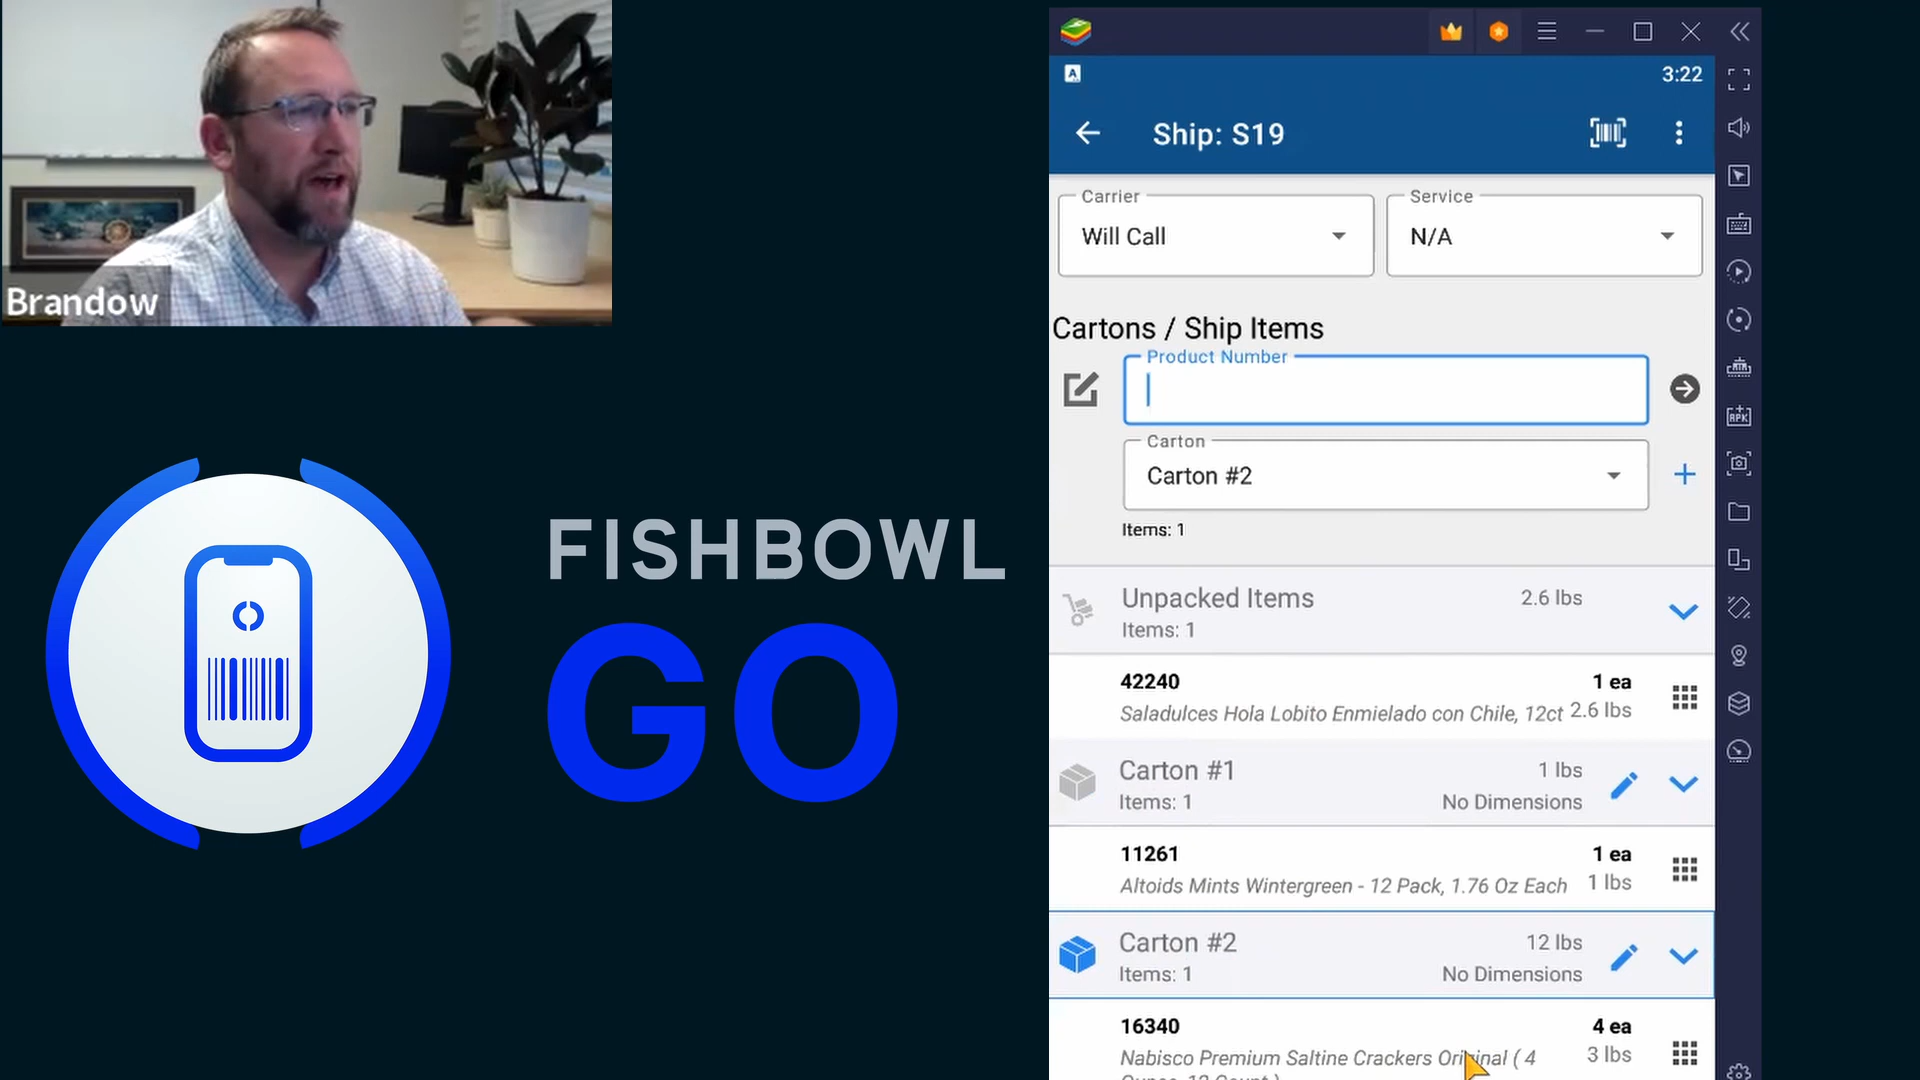 Brandow
FISHBOWL
GO
3:22
Ship: S19
Carrier
Will Call
Service
N/A
Cartons / Ship Items
Product Number
Carton
Carton #2
Items: 1
Unpacked Items
2.6 lbs
Items: 1
42240
1 ea
Saladulces Hola Lobito Enmielado con Chile, 12ct
2.6 lbs
Carton #1
1 lbs
Items: 1
No Dimensions
11261
1 ea
Altoids Mints Wintergreen - 12 Pack, 1.76 Oz Each
1 lbs
Carton #2
12 lbs
Items: 1
No Dimensions
16340
4 ea
Nabisco Premium Saltine Crackers Original ( 4
3 lbs